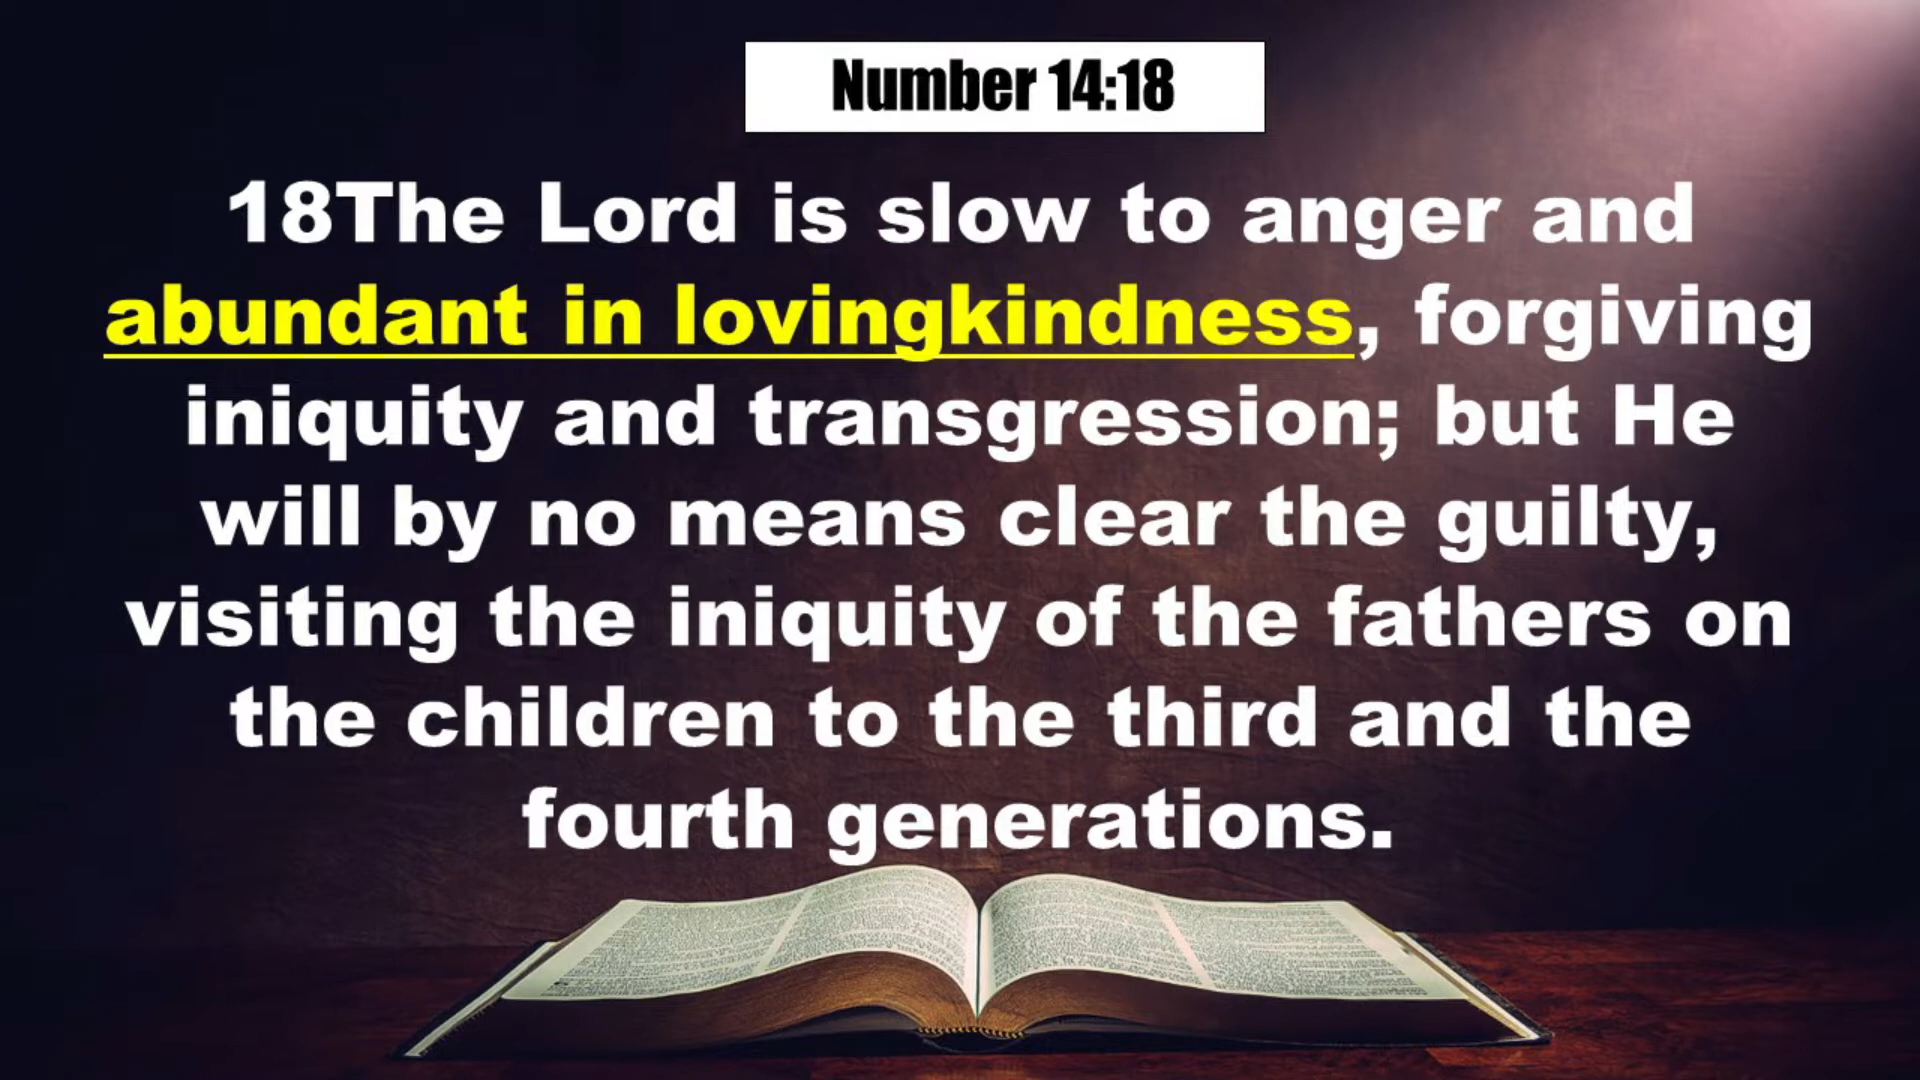 Number 14:18
18The Lord is slow to anger and
abundant in lovingkindness, forgiving
iniquity and transgression; but He
will by no means clear the guilty,
visiting the iniquity of the fathers on
the children to the third and the
fourth generations.